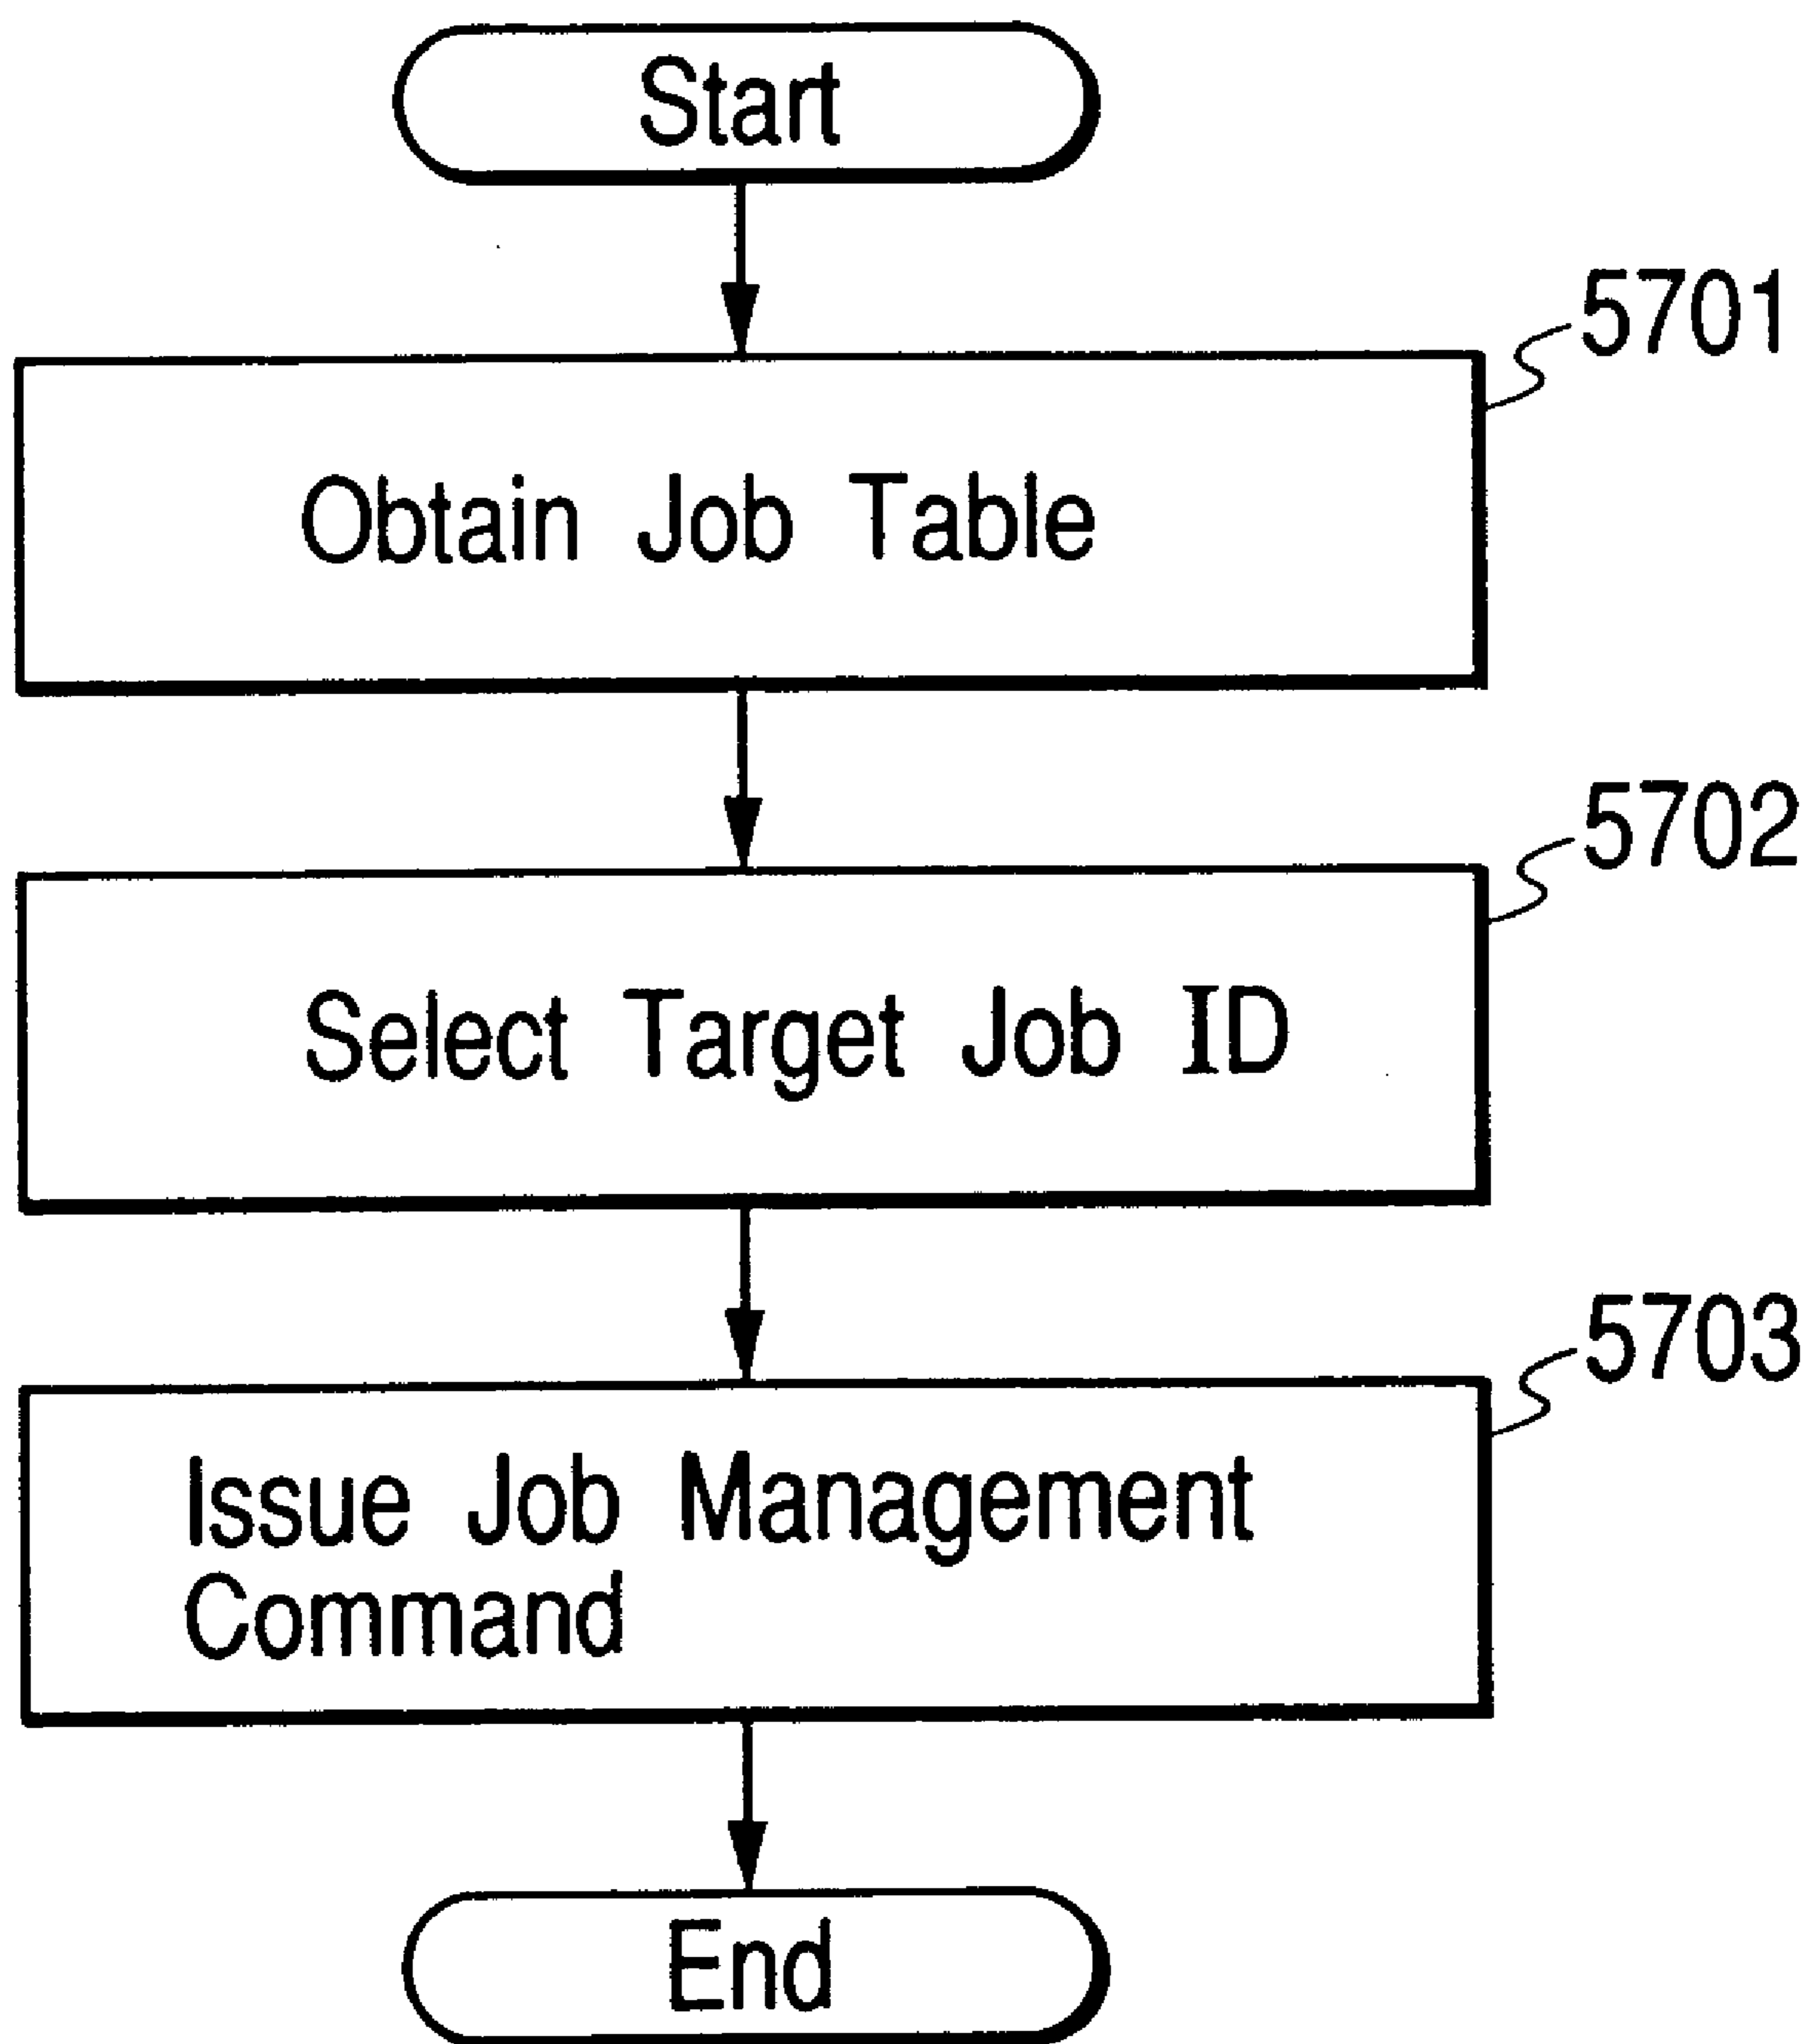 Start
5701
Obtain Job Table
5702
Select Target Job ID
5703
Issue Job Management
Command
End